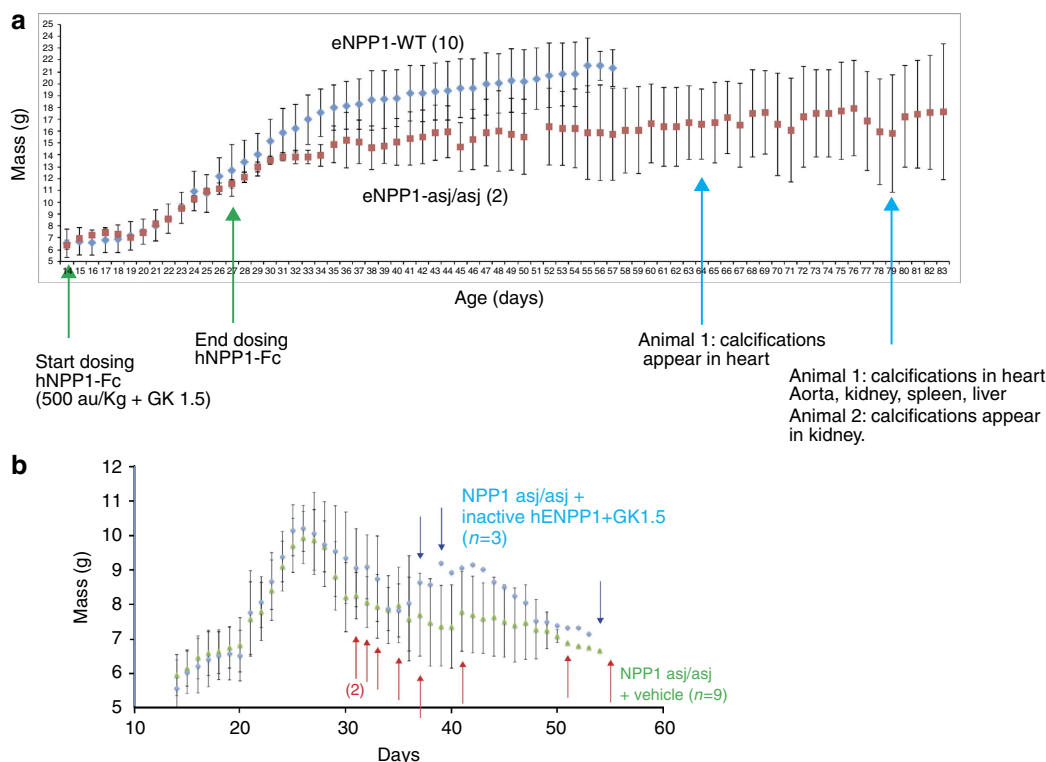 a
25
24
23
22
21
20
19
18
17
16
15
14
13
12
11
10
9
8
7
6
5
Mass (g)
eNPP1-WT (10)
eNPP1-asj/asj (2)
14 15 16 17 18 19 20 21 22 23 24 25 26 27 28 29 30 31 32 33 34 35 36 37 38 39 40 41 42 43 44 45 46 47 48 49 50 51 52 53 54 55 56 57 58 59 60 61 62 63 64 65 66 67 68 70 71 72 73 74 75 76 77 78 79 80 81 82 83
Age (days)
Start dosing
hNPP1-Fc
(500 au/Kg + GK 1.5)
End dosing
hNPP1-Fc
Animal 1: calcifications
appear in heart
Animal 1: calcifications in heart
Aorta, kidney, spleen, liver
Animal 2: calcifications appear
in kidney.
b
12
11
10
9
8
7
6
5
Mass (g)
NPP1 asj/asj +
inactive hENPP1+GK1.5
(n=3)
(2)
NPP1 asj/asj
+ vehicle (n=9)
10 20 30 40 50 60
Days